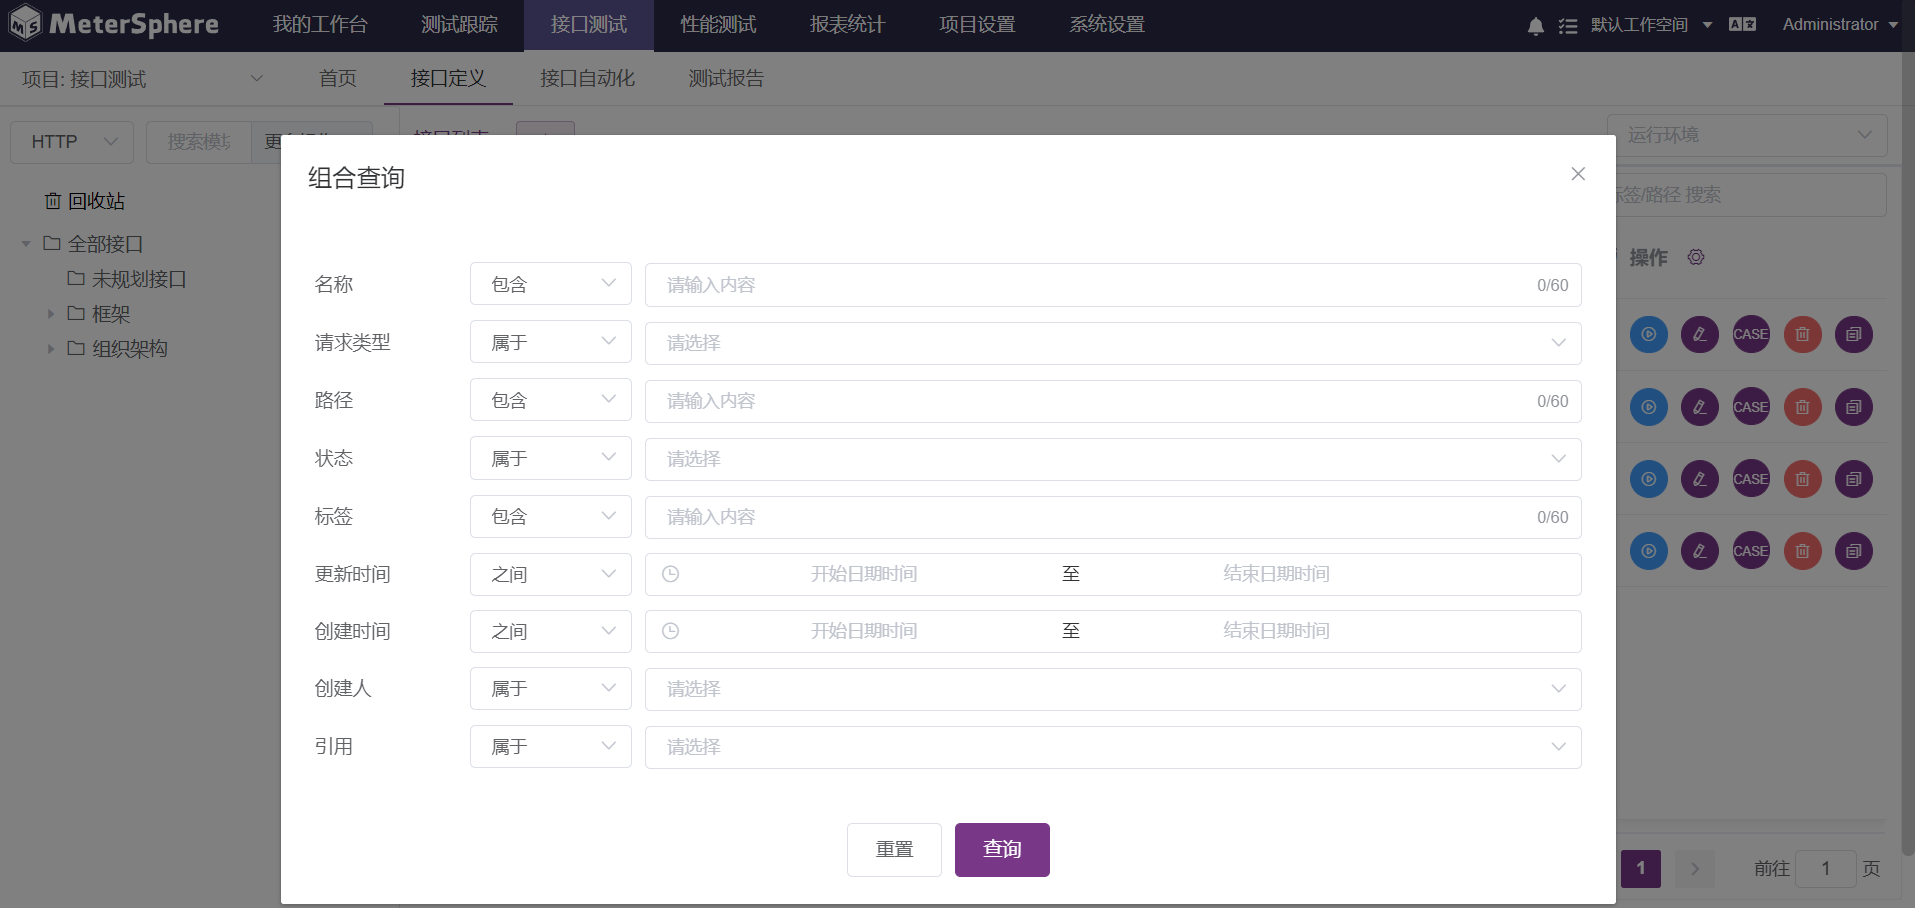 MeterSphere 我的工作台 测试跟踪 接口测试 性能测试 报表统计 项目设置 系统设置 默认工作空间 Administrator
项目: 接口测试 首页 接口定义 接口自动化 测试报告
HTTP 搜索模块 接口列表 运行环境
标签/路径 搜索
回收站
全部接口
未规划接口
框架
组织架构
操作
组合查询
名称 包含 请输入内容 0/60
请求类型 属于 请选择
路径 包含 请输入内容 0/60
状态 属于 请选择
标签 包含 请输入内容 0/60
更新时间 之间 开始日期时间 至 结束日期时间
创建时间 之间 开始日期时间 至 结束日期时间
创建人 属于 请选择
引用 属于 请选择
重置 查询
CASE
CASE
CASE
CASE
1 前往 1 页